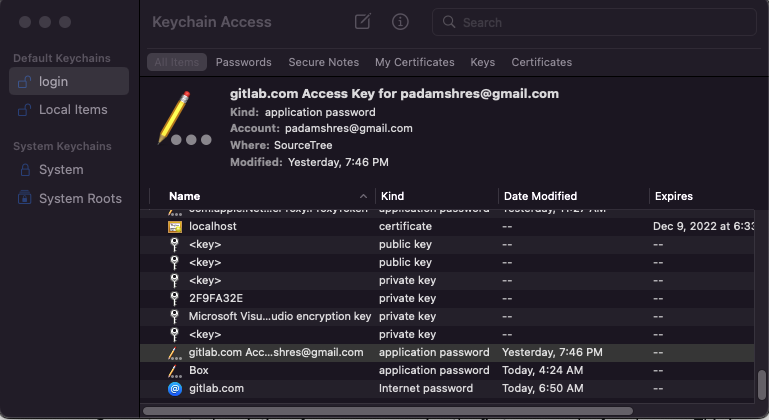 Keychain Access
Search
Default Keychains
login
Local Items
System Keychains
System
System Roots
All Items Passwords Secure Notes My Certificates Keys Certificates
gitlab.com Access Key for padamshres@gmail.com
Kind: application password
Account: padamshres@gmail.com
Where: SourceTree
Modified: Yesterday, 7:46 PM
Name Kind Date Modified Expires
application password Yesterday, 11:27 AM
localhost certificate -- Dec 9, 2022 at 6:33
<key> public key -- --
<key> public key -- --
<key> private key -- --
2F9FA32E private key -- --
Microsoft Visu...udio encryption key private key -- --
<key> private key -- --
gitlab.com Acc...shres@gmail.com application password Yesterday, 7:46 PM --
Box application password Today, 4:24 AM --
gitlab.com Internet password Today, 6:50 AM --